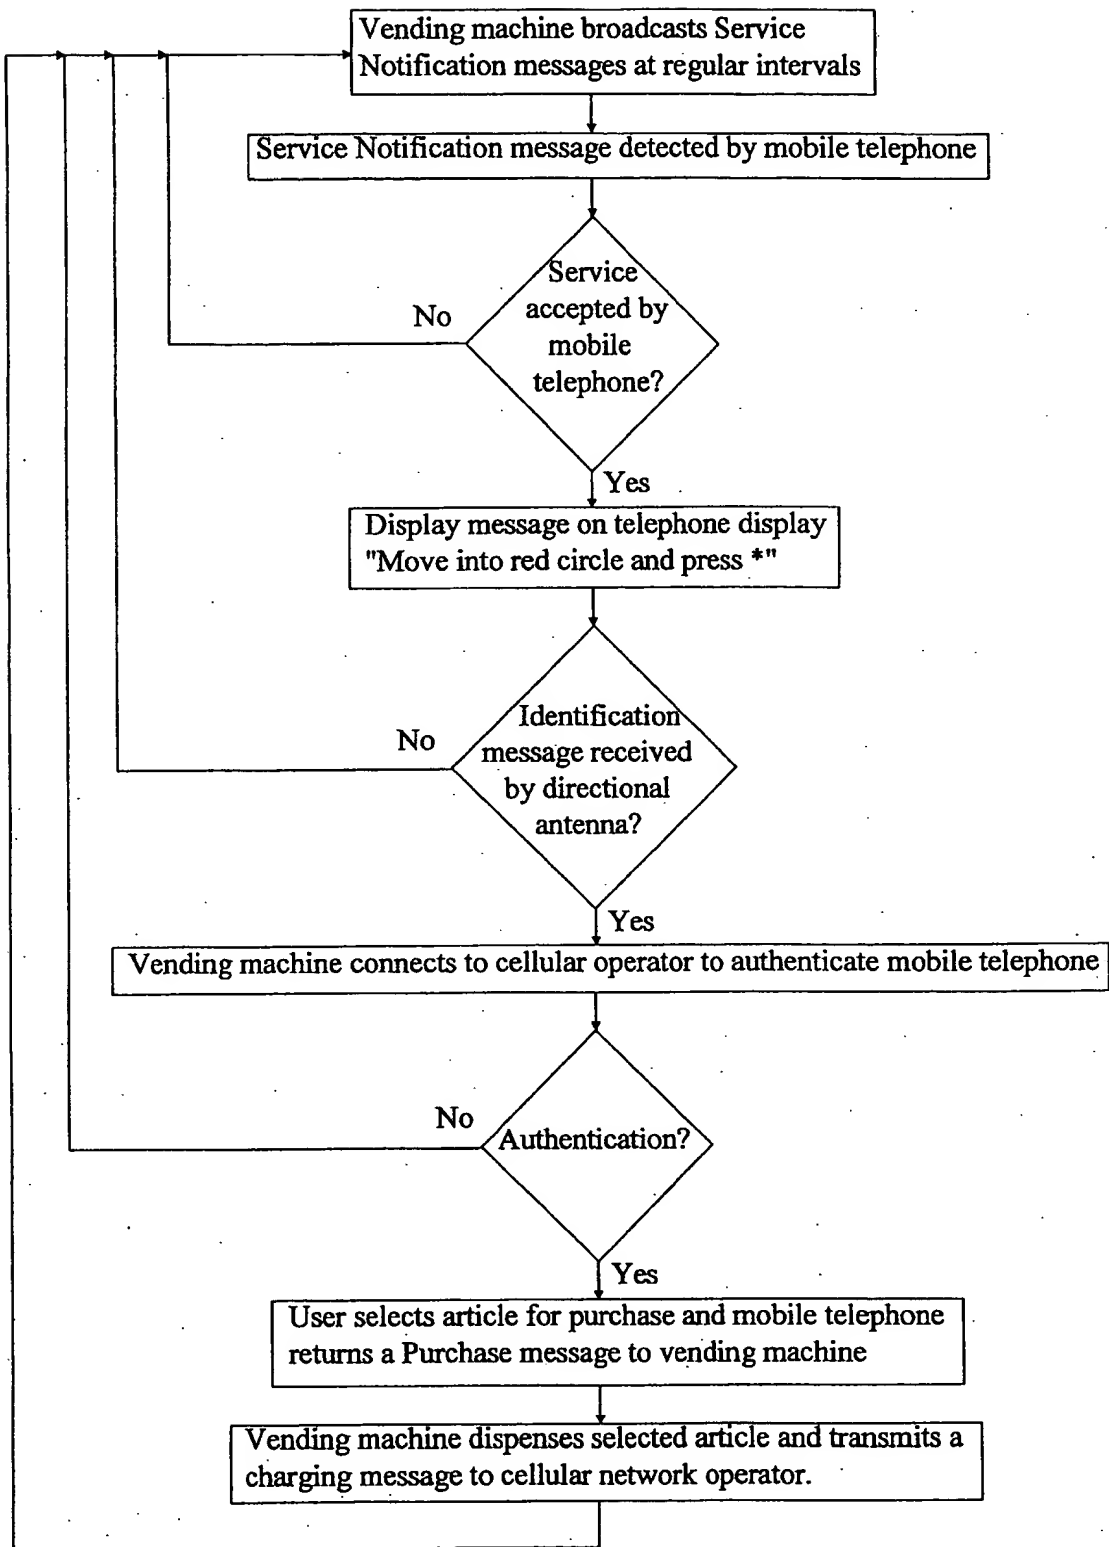 Vending machine broadcasts Service
Notification messages at regular intervals
Service Notification message detected by mobile telephone
Service
accepted by
mobile
telephone?
No
Yes
Display message on telephone display
"Move into red circle and press *"
Identification
message received
by directional
antenna?
No
Yes
Vending machine connects to cellular operator to authenticate mobile telephone
Authentication?
No
Yes
User selects article for purchase and mobile telephone
returns a Purchase message to vending machine
Vending machine dispenses selected article and transmits a
charging message to cellular network operator.